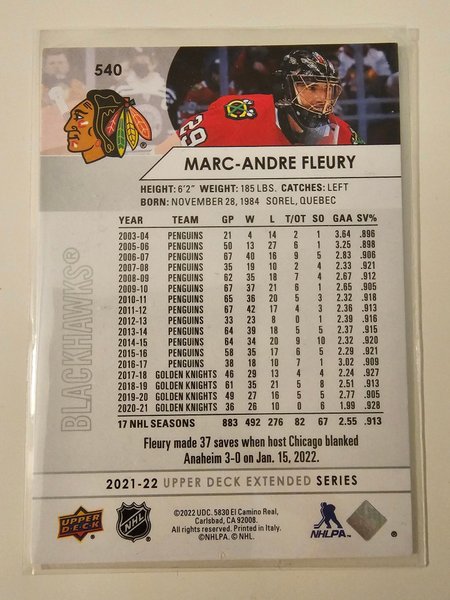 540
29
MARC-ANDRE FLEURY
HEIGHT: 6'2" WEIGHT: 185 LBS. CATCHES: LEFT
BORN: NOVEMBER 28, 1984 SOREL, QUEBEC
YEAR TEAM GP W L T/OT SO GAA SV%
2003-04 PENGUINS 21 4 14 2 1 3.64 .896
2005-06 PENGUINS 50 13 27 6 1 3.25 .898
2006-07 PENGUINS 67 40 16 9 5 2.83 .906
2007-08 PENGUINS 35 19 10 2 4 2.33 .921
2008-09 PENGUINS 62 35 18 7 4 2.67 .912
2009-10 PENGUINS 67 37 21 6 1 2.65 .905
2010-11 PENGUINS 65 36 20 5 3 2.32 .918
2011-12 PENGUINS 67 42 17 4 3 2.36 .913
2012-13 PENGUINS 33 23 8 0 1 2.39 .916
2013-14 PENGUINS 64 39 18 5 5 2.37 .915
2014-15 PENGUINS 64 34 20 9 10 2.32 .920
2015-16 PENGUINS 58 35 17 6 5 2.29 .921
2016-17 PENGUINS 38 18 10 7 1 3.02 .909
2017-18 GOLDEN KNIGHTS 46 29 13 4 4 2.24 .927
2018-19 GOLDEN KNIGHTS 61 35 21 5 8 2.51 .913
2019-20 GOLDEN KNIGHTS 49 27 16 5 5 2.77 .905
2020-21 GOLDEN KNIGHTS 36 26 10 0 6 1.99 .928
17 NHL SEASONS 883 492 276 82 67 2.55 .913
BLACKHAWKS®
Fleury made 37 saves when host Chicago blanked
Anaheim 3-0 on Jan. 15, 2022.
2021-22 UPPER DECK EXTENDED SERIES
UPPER DECK
NHL
©2022 UDC. 5830 El Camino Real,
Carlsbad, CA 92008.
All rights reserved. Printed in Italy.
©NHLPA. © NHL.
NHLPA
®